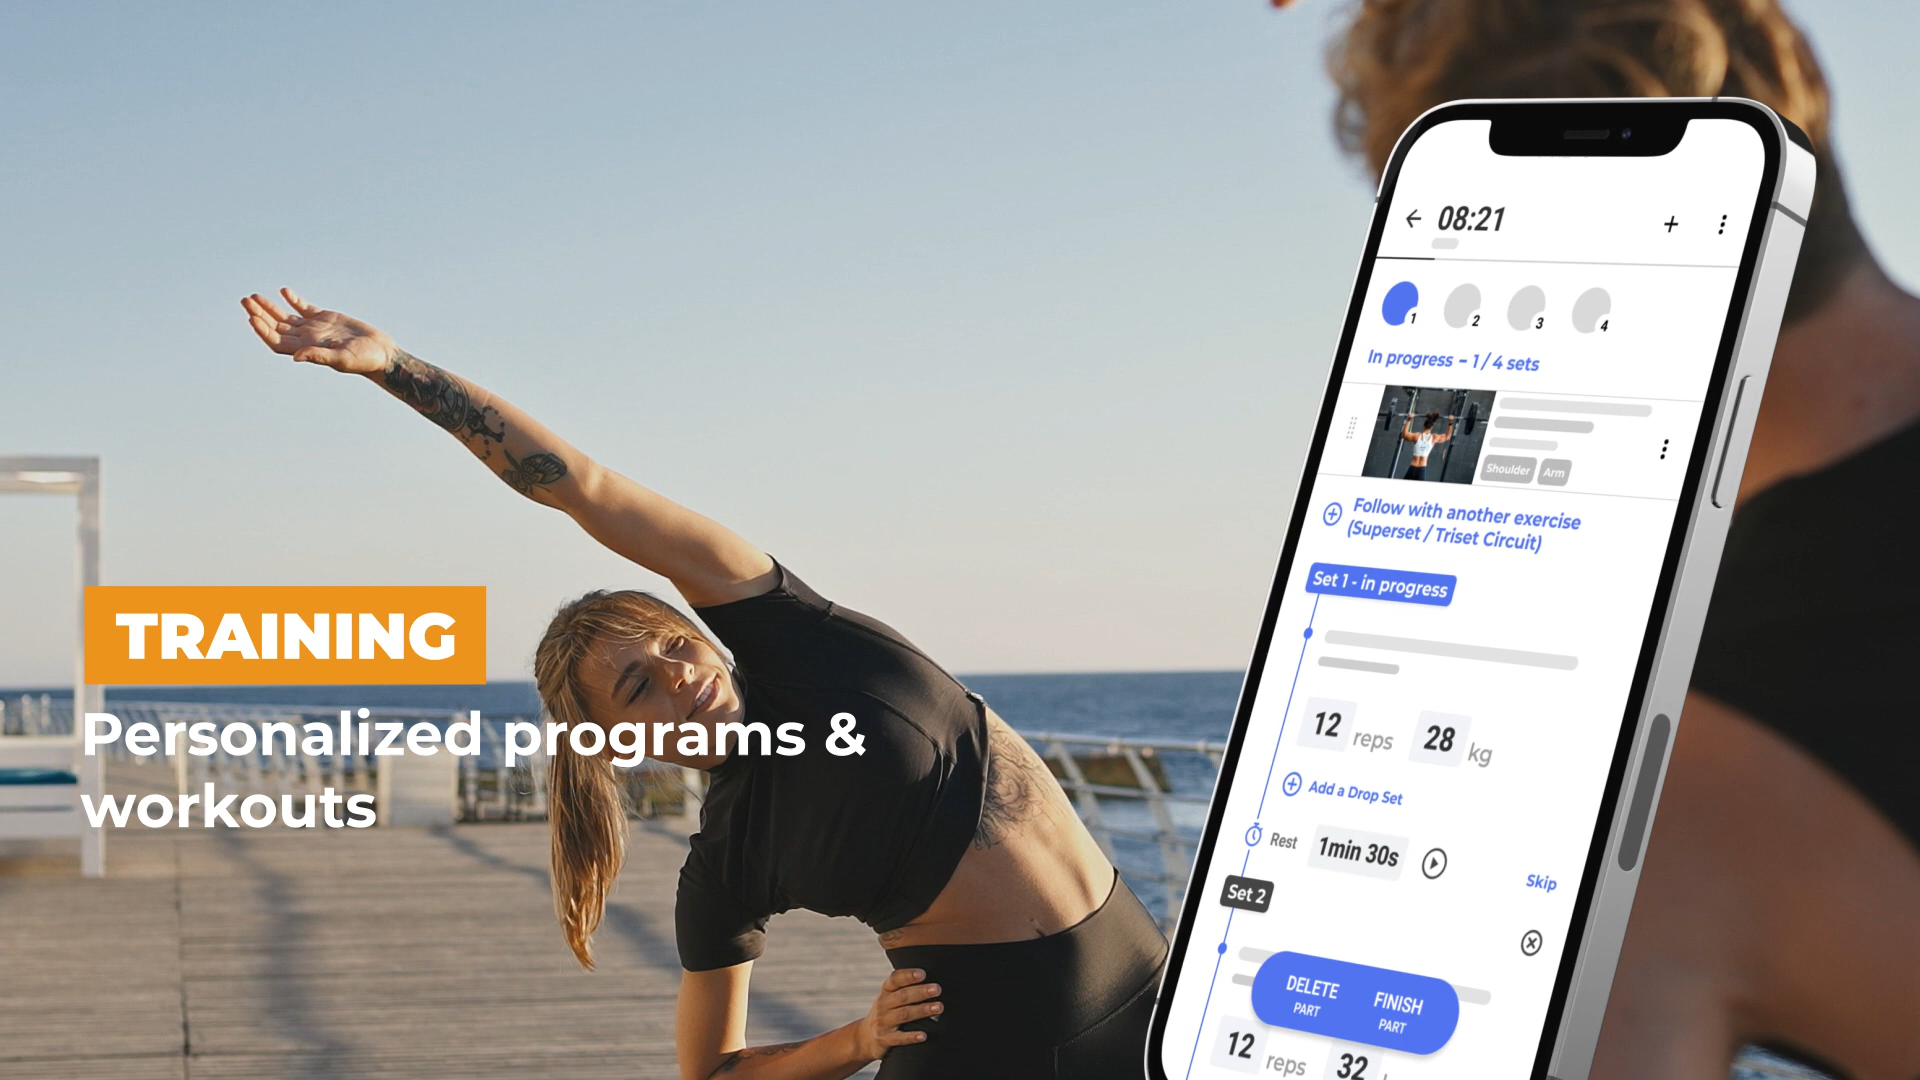 TRAINING
Personalized programs &
workouts
08:21
1
2
3
4
In progress - 1 / 4 sets
Shoulder
Arm
Follow with another exercise
(Superset / Triset Circuit)
Set 1 - in progress
12 reps 28 kg
Add a Drop Set
Rest 1min 30s
Skip
Set 2
DELETE PART
FINISH PART
12 reps 32